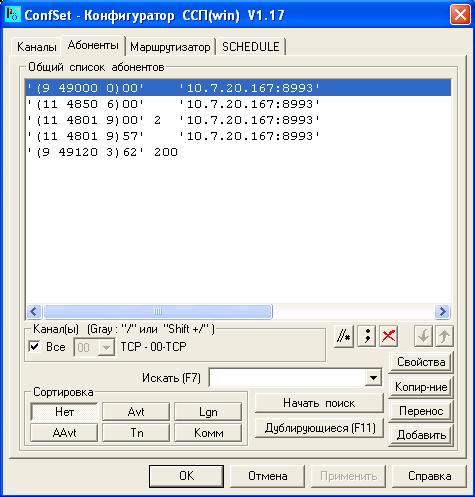 ConfSet - Конфигуратор ССП(win) V1.17
Каналы Абоненты Маршрутизатор SCHEDULE
Общий список абонентов
'(9 49000 0)00' '10.7.20.167:8993'
'(11 4850 6)00' '10.7.20.167:8993'
'(11 4801 9)00' 2 '10.7.20.167:8993'
'(11 4801 9)57' '10.7.20.167:8993'
'(9 49120 3)62' 200
Канал(ы) (Gray : "/" или "Shift +/" )
//* ;
Все 00 TCP - 00-TCP
Свойства
Искать (F7)
Копир-ние
Сортировка
Нет Avt Lgn
Начать поиск
Перенос
AAvt Tn Комм
Дублирующиеся (F11)
Добавить
OK Отмена Применить Справка